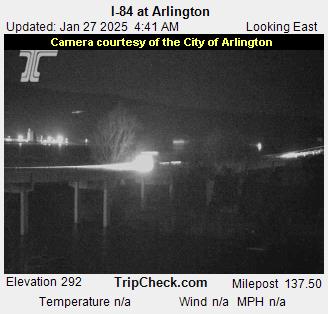 I-84 at Arlington
Updated: Jan 27 2025 4:41 AM Looking East
Camera courtesy of the City of Arlington
Elevation 292 TripCheck.com Milepost 137.50
Temperature n/a Wind n/a MPH n/a